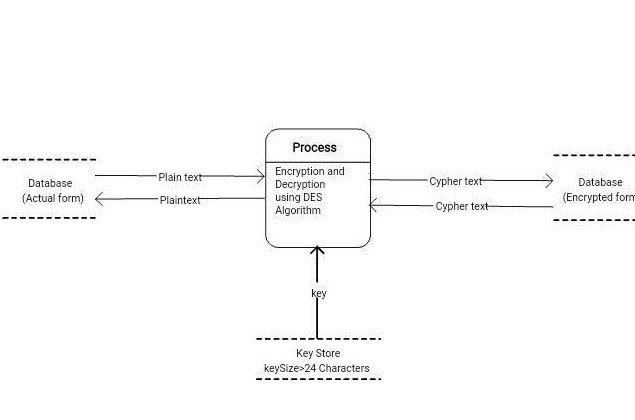 Process
Encryption and
Decryption
using DES
Algorithm
Database
(Actual form)
Plain text
Plaintext
Cypher text
Cypher text
Database
(Encrypted form
key
Key Store
keySize>24 Characters